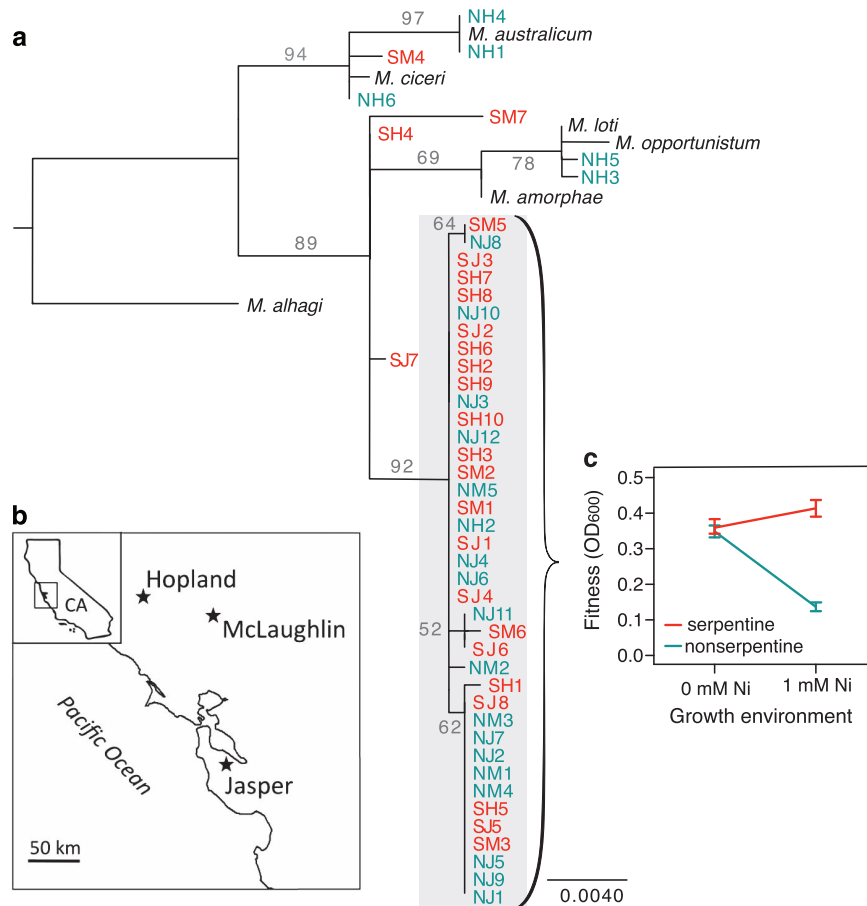 a
97
NH4
M. australicum
NH1
94
SM4
M. ciceri
NH6
SM7
SH4
M. loti
M. opportunistum
69
78
NH5
NH3
M. amorphae
89
M. alhagi
64
SM5
NJ8
SJ3
SH7
SH8
NJ10
SJ2
SH6
SJ7
SH2
SH9
NJ3
SH10
NJ12
SH3
92
SM2
NM5
SM1
NH2
SJ1
NJ4
NJ6
SJ4
NJ11
52
SM6
SJ6
NM2
SH1
SJ8
62
NM3
NJ7
NJ2
NM1
NM4
SH5
SJ5
SM3
NJ5
NJ9
NJ1
0.0040
b
CA
Hopland
McLaughlin
Pacific Ocean
Jasper
50 km
c
Fitness (OD600)
0.5
0.4
0.3
0.2
0.1
0.0
serpentine
nonserpentine
0 mM Ni
1 mM Ni
Growth environment